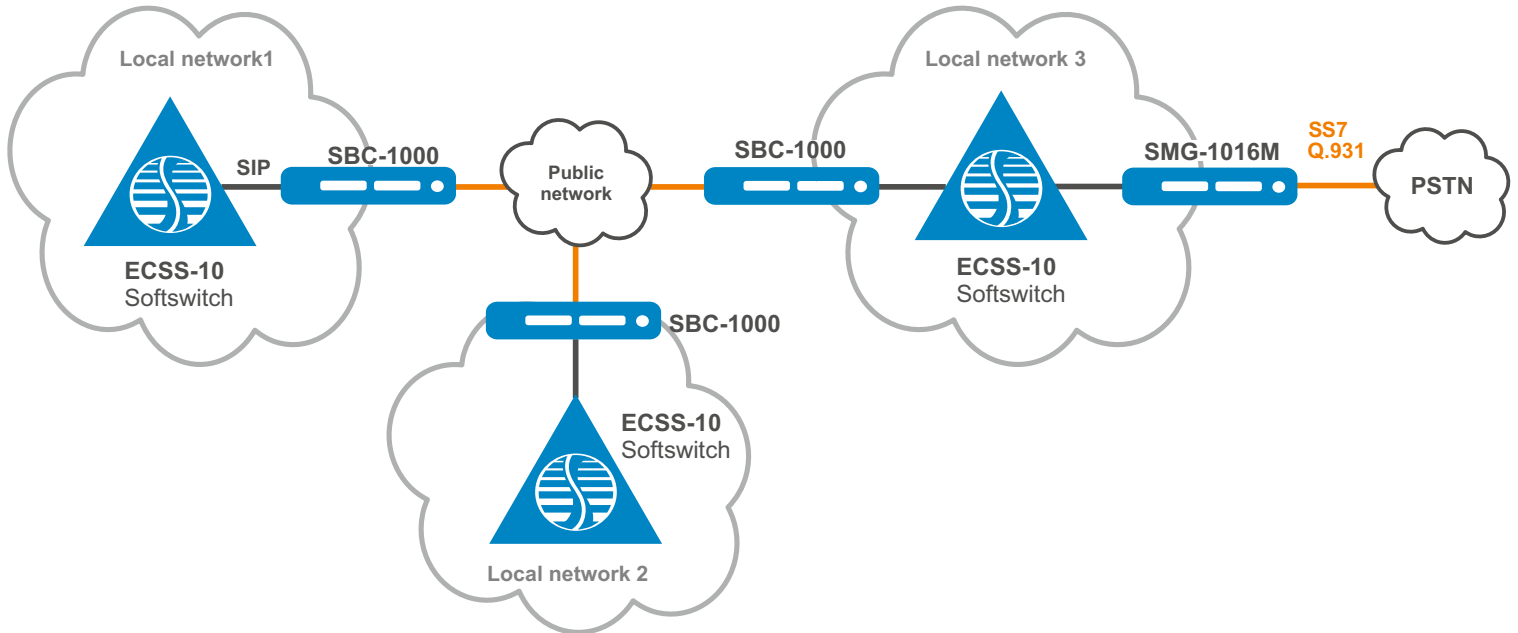 Local network1
SIP
SBC-1000
ECSS-10
Softswitch
Public
network
SBC-1000
ECSS-10
Softswitch
Local network 2
Local network 3
SBC-1000
ECSS-10
Softswitch
SMG-1016M
SS7
Q.931
PSTN